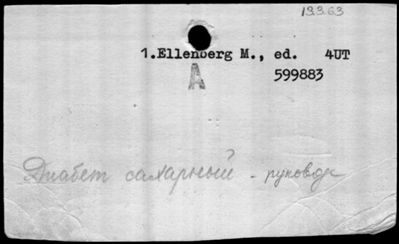 19.3.63
1.Ellenberg M., ed. 4UT
A 599883
Диабет сахарный - руковод